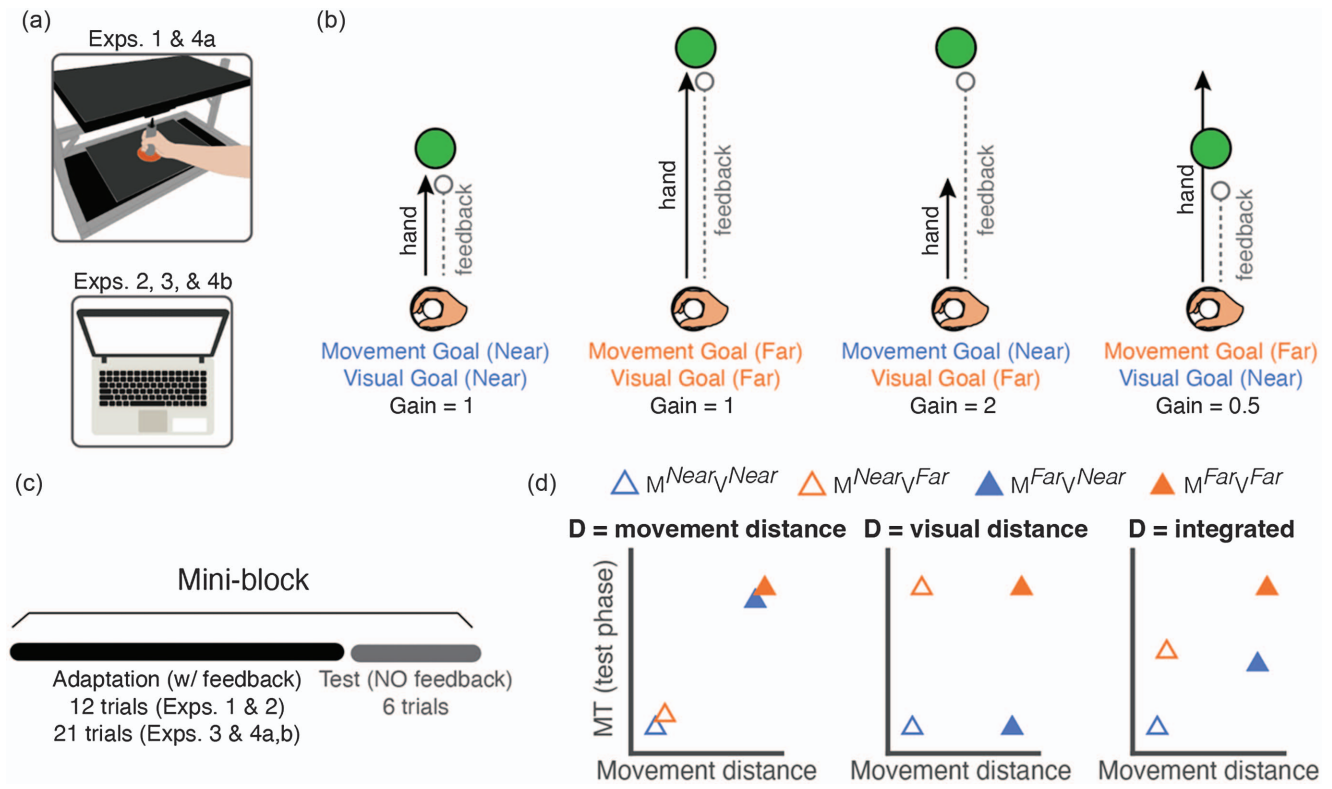 (a)
Exps. 1 & 4a
Exps. 2, 3, & 4b
(b)
hand
feedback
Movement Goal (Near)
Visual Goal (Near)
Gain = 1
hand
feedback
Movement Goal (Far)
Visual Goal (Far)
Gain = 1
hand
feedback
Movement Goal (Near)
Visual Goal (Far)
Gain = 2
hand
feedback
Movement Goal (Far)
Visual Goal (Near)
Gain = 0.5
(c)
Mini-block
Adaptation (w/ feedback)
12 trials (Exps. 1 & 2)
21 trials (Exps. 3 & 4a,b)
Test (NO feedback)
6 trials
(d)
M^Near V^Near
M^Near V^Far
M^Far V^Near
M^Far V^Far
D = movement distance
D = visual distance
D = integrated
MT (test phase)
Movement distance
Movement distance
Movement distance